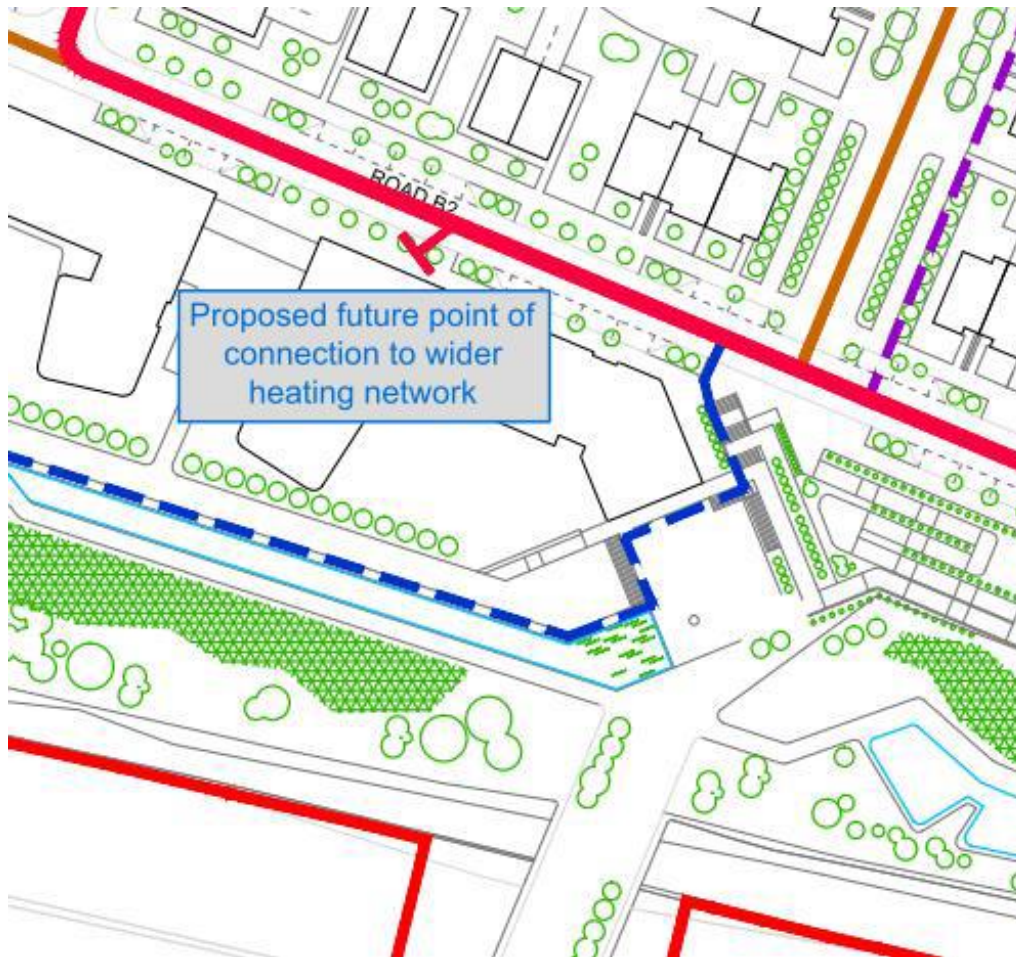 ROAD B2
Proposed future point of
connection to wider
heating network